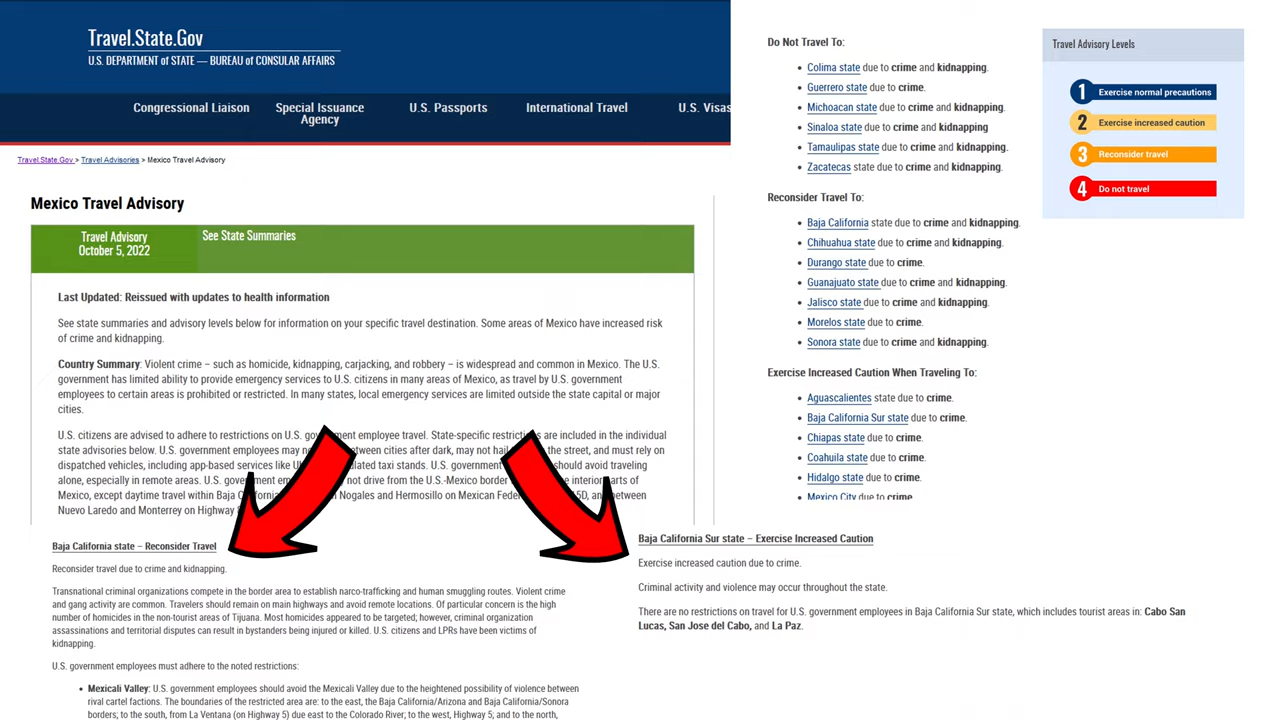 Travel.State.Gov
U.S. DEPARTMENT of STATE — BUREAU of CONSULAR AFFAIRS
Congressional Liaison
Special Issuance
Agency
U.S. Passports
International Travel
U.S. Visas
Travel.State.Gov > Travel Advisories > Mexico Travel Advisory
Mexico Travel Advisory
Travel Advisory
October 5, 2022
See State Summaries
Last Updated: Reissued with updates to health information
See state summaries and advisory levels below for information on your specific travel destination. Some areas of Mexico have increased risk
of crime and kidnapping.
Country Summary: Violent crime – such as homicide, kidnapping, carjacking, and robbery – is widespread and common in Mexico. The U.S.
government has limited ability to provide emergency services to U.S. citizens in many areas of Mexico, as travel by U.S. government
employees to certain areas is prohibited or restricted. In many states, local emergency services are limited outside the state capital or major
cities.
U.S. citizens are advised to adhere to restrictions on U.S. government employee travel. State-specific restrictions are included in the individual
state advisories below. U.S. government employees may between cities after dark, may not hail the street, and must rely on
dispatched vehicles, including app-based services like isolated taxi stands. U.S. government should avoid traveling
alone, especially in remote areas. U.S. government not drive from the U.S.-Mexico border interior parts of
Mexico, except daytime travel within Baja California Nogales and Hermosillo on Mexican 15D, and between
Nuevo Laredo and Monterrey on Highway
Baja California state – Reconsider Travel
Reconsider travel due to crime and kidnapping.
Transnational criminal organizations compete in the border area to establish narco-trafficking and human smuggling routes. Violent crime
and gang activity are common. Travelers should remain on main highways and avoid remote locations. Of particular concern is the high
number of homicides in the non-tourist areas of Tijuana. Most homicides appeared to be targeted; however, criminal organization
assassinations and territorial disputes can result in bystanders being injured or killed. U.S. citizens and LPRs have been victims of
kidnapping.
U.S. government employees must adhere to the noted restrictions:
• Mexicali Valley: U.S. government employees should avoid the Mexicali Valley due to the heightened possibility of violence between
rival cartel factions. The boundaries of the restricted area are: to the east, the Baja California/Arizona and Baja California/Sonora
borders; to the south, from La Ventana (on Highway 5) due east to the Colorado River; to the west, Highway 5; and to the north,
Do Not Travel To:
• Colima state due to crime and kidnapping.
• Guerrero state due to crime.
• Michoacan state due to crime and kidnapping.
• Sinaloa state due to crime and kidnapping
• Tamaulipas state due to crime and kidnapping.
• Zacatecas state due to crime and kidnapping.
Reconsider Travel To:
• Baja California state due to crime and kidnapping.
• Chihuahua state due to crime and kidnapping.
• Durango state due to crime.
• Guanajuato state due to crime and kidnapping.
• Jalisco state due to crime and kidnapping.
• Morelos state due to crime.
• Sonora state due to crime and kidnapping.
Exercise Increased Caution When Traveling To:
• Aguascalientes state due to crime.
• Baja California Sur state due to crime.
• Chiapas state due to crime.
• Coahuila state due to crime.
• Hidalgo state due to crime.
• Mexico City due to crime
Travel Advisory Levels
1 Exercise normal precautions
2 Exercise increased caution
3 Reconsider travel
4 Do not travel
Baja California Sur state – Exercise Increased Caution
Exercise increased caution due to crime.
Criminal activity and violence may occur throughout the state.
There are no restrictions on travel for U.S. government employees in Baja California Sur state, which includes tourist areas in: Cabo San
Lucas, San Jose del Cabo, and La Paz.